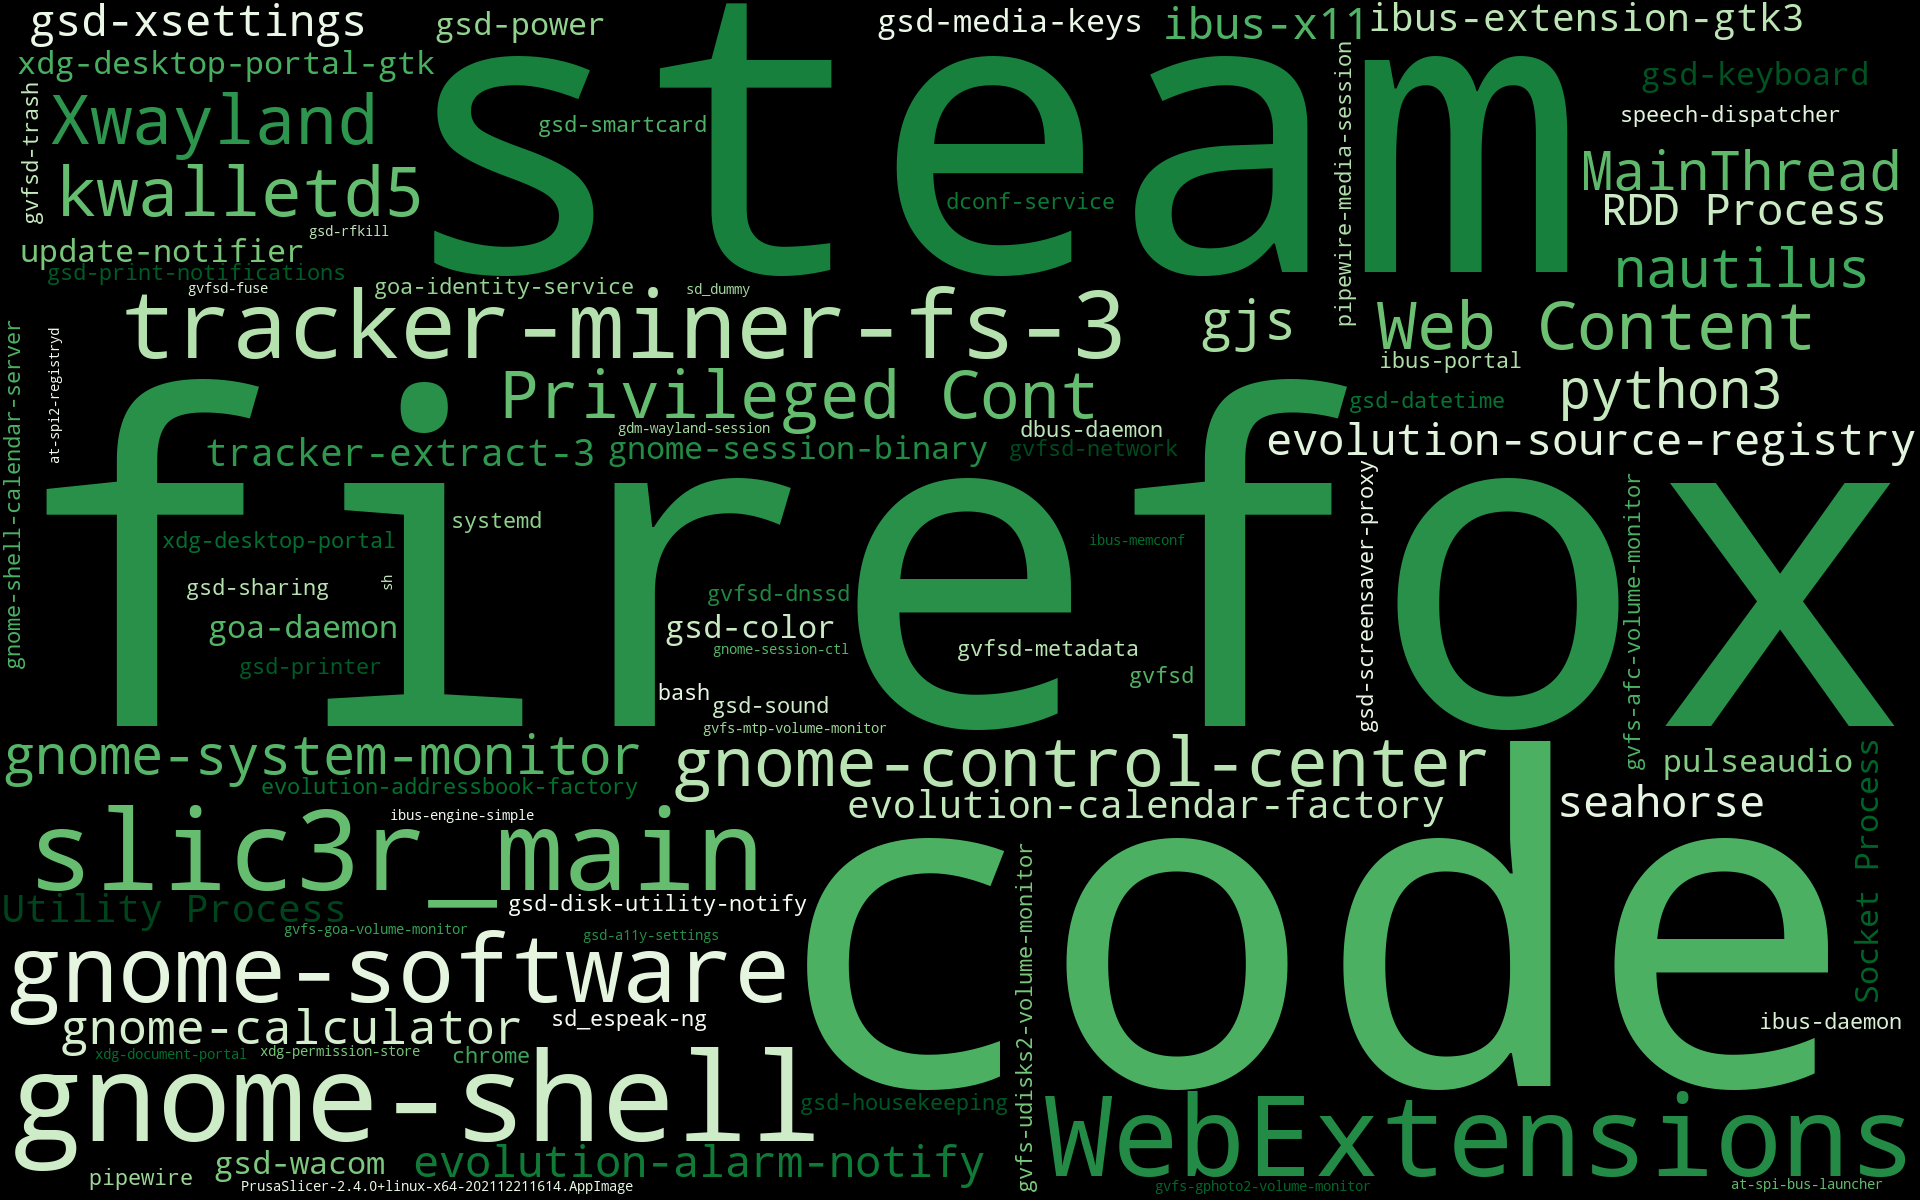 gsd-xsettings
gsd-power
gsd-media-keys
ibus-x11
ibus-extension-gtk3
xdg-desktop-portal-gtk
steam
gsd-keyboard
gvfsd-trash
Xwayland
gsd-smartcard
pipewire-media-session
speech-dispatcher
kwalletd5
dconf-service
MainThread
RDD Process
gsd-rfkill
update-notifier
gsd-print-notifications
nautilus
gvfsd-fuse
goa-identity-service
sd_dummy
tracker-miner-fs-3
gjs
Web Content
gnome-shell-calendar-server
at-spi2-registryd
ibus-portal
Privileged Cont
python3
gsd-datetime
gdm-wayland-session
dbus-daemon
tracker-extract-3
gnome-session-binary
gvfsd-network
evolution-source-registry
firefox
systemd
gsd-screensaver-proxy
gvfs-afc-volume-monitor
xdg-desktop-portal
ibus-memconf
gsd-sharing
sh
gvfsd-dnssd
goa-daemon
gsd-color
gnome-session-ctl
gvfsd-metadata
gsd-printer
gvfsd
bash
gsd-sound
gvfs-mtp-volume-monitor
gnome-system-monitor
gnome-control-center
pulseaudio
Socket Process
evolution-addressbook-factory
evolution-calendar-factory
seahorse
ibus-engine-simple
slic3r_main
code
Utility Process
gsd-disk-utility-notify
gvfs-udisks2-volume-monitor
gvfs-goa-volume-monitor
gsd-a11y-settings
gnome-software
gnome-calculator
sd_espeak-ng
ibus-daemon
xdg-document-portal
xdg-permission-store
chrome
gnome-shell
gsd-housekeeping
WebExtensions
pipewire
gsd-wacom
evolution-alarm-notify
PrusaSlicer-2.4.0+linux-x64-202112211614.AppImage
gvfs-gphoto2-volume-monitor
at-spi-bus-launcher